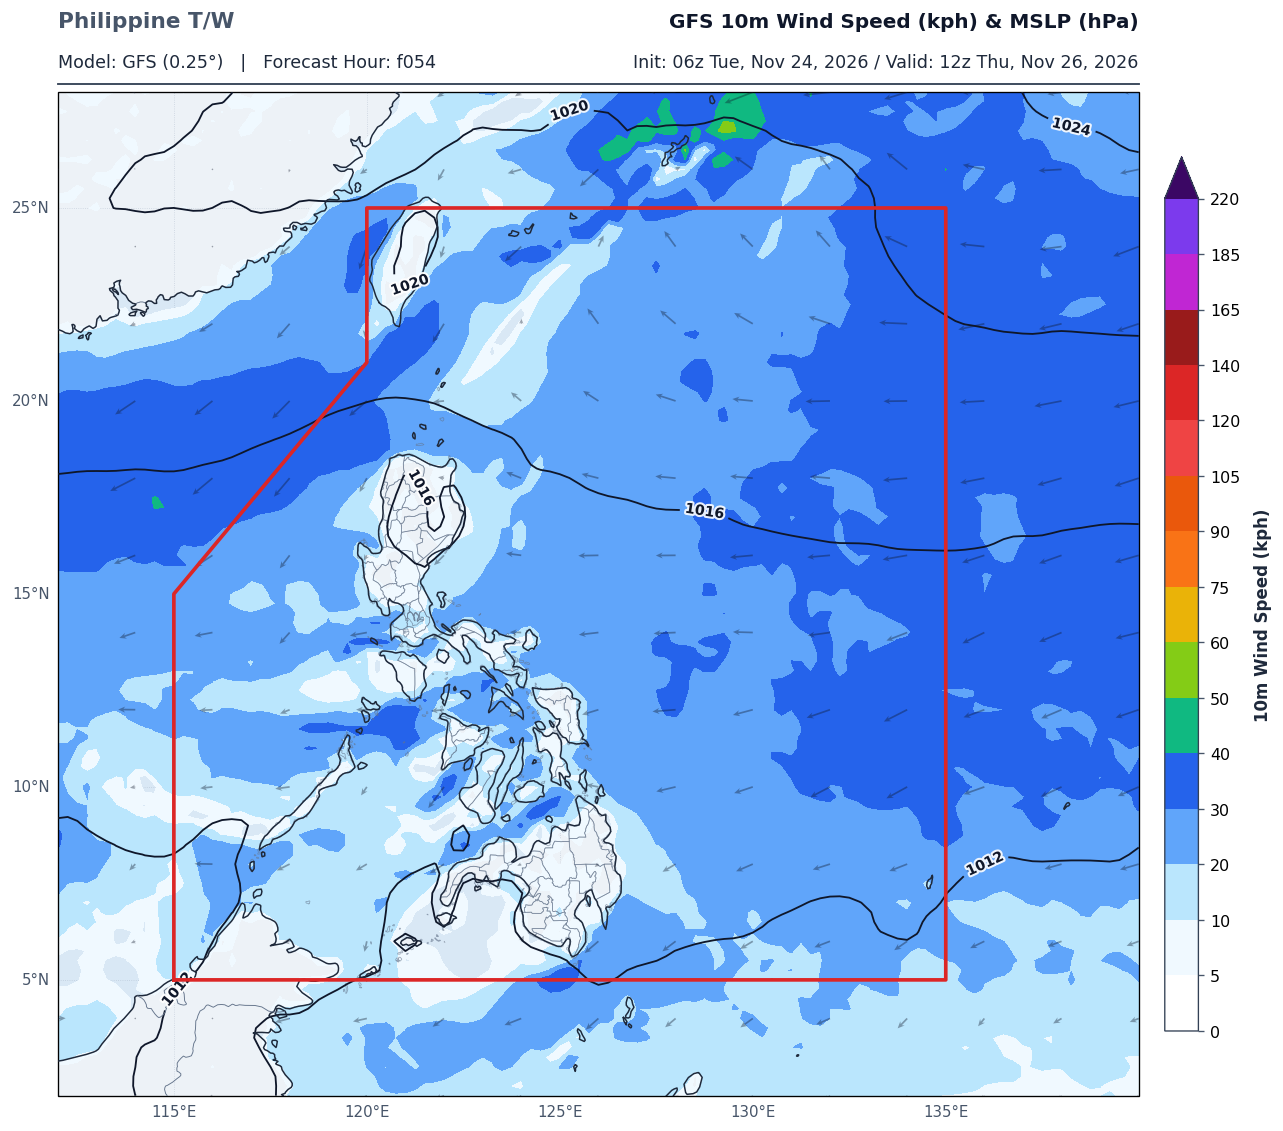 Philippine T/W
GFS 10m Wind Speed (kph) & MSLP (hPa)
Model: GFS (0.25°)   |   Forecast Hour: f054
Init: 06z Tue, Nov 24, 2026 / Valid: 12z Thu, Nov 26, 2026
1020
1024
1020
1016
1016
1012
1012
25°N
20°N
15°N
10°N
5°N
115°E
120°E
125°E
130°E
135°E
220
185
165
140
120
105
90
75
60
50
40
30
20
10
5
0
10m Wind Speed (kph)